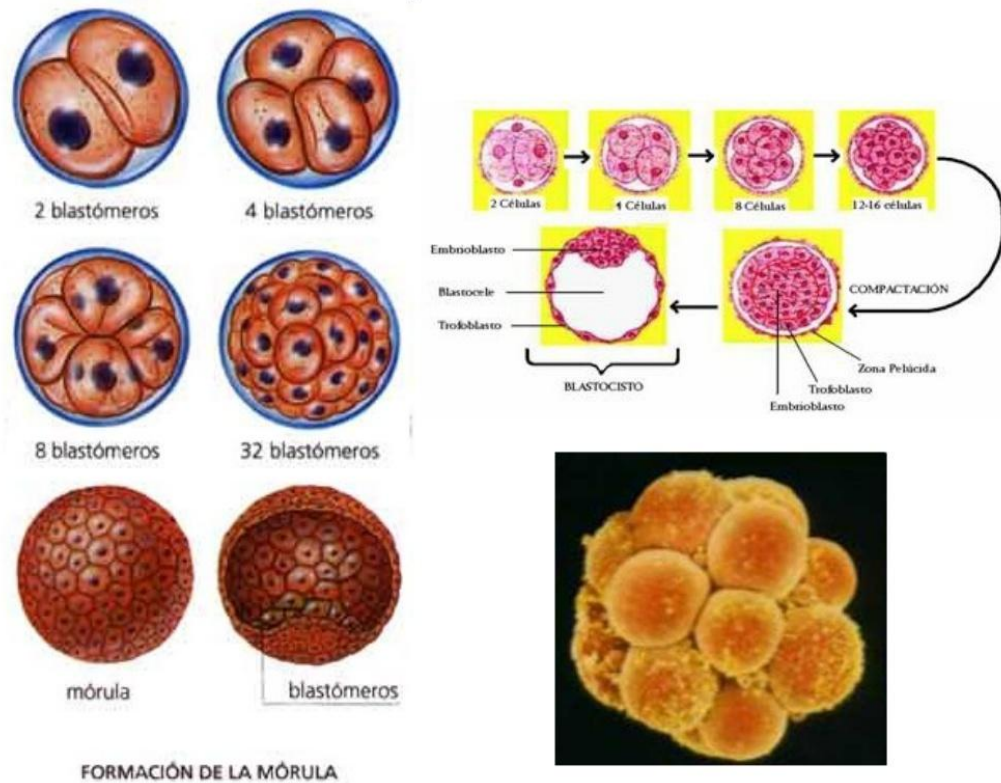 2 blastómeros
4 blastómeros
8 blastómeros
32 blastómeros
mórula
blastómeros
FORMACIÓN DE LA MÓRULA
2 Células
4 Células
8 Células
12-16 células
COMPACTACIÓN
Embrioblasto
Blastocele
Trofoblasto
BLASTOCISTO
Zona Pelúcida
Trofoblasto
Embrioblasto